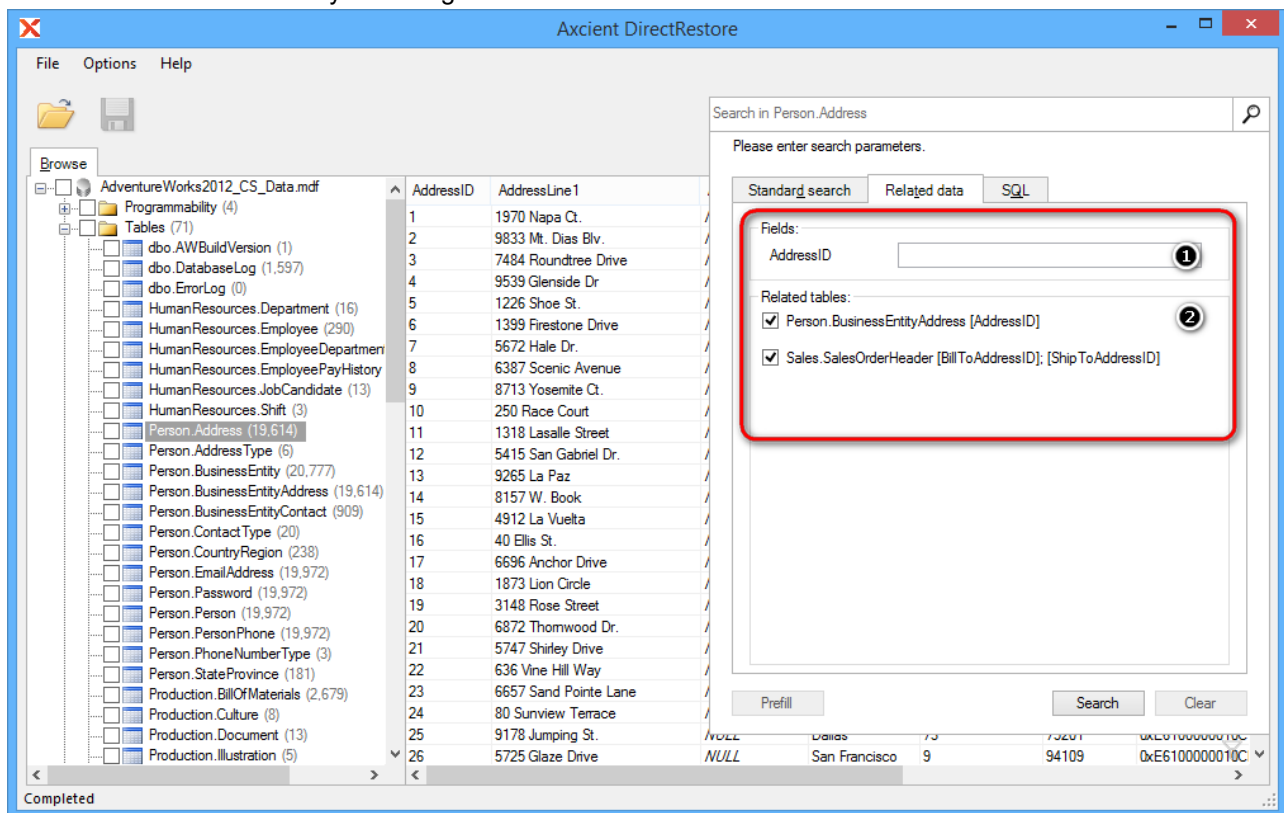 Axcient DirectRestore
File Options Help
Search in Person.Address
Please enter search parameters.
Browse
Standard search Related data SQL
AdventureWorks2012_CS_Data.mdf
Programmability (4)
Tables (71)
dbo.AWBuildVersion (1)
dbo.DatabaseLog (1,597)
dbo.ErrorLog (0)
HumanResources.Department (16)
HumanResources.Employee (290)
HumanResources.EmployeeDepartmen
HumanResources.EmployeePayHistory
HumanResources.JobCandidate (13)
HumanResources.Shift (3)
Person.Address (19,614)
Person.AddressType (6)
Person.BusinessEntity (20,777)
Person.BusinessEntityAddress (19,614)
Person.BusinessEntityContact (909)
Person.ContactType (20)
Person.CountryRegion (238)
Person.EmailAddress (19,972)
Person.Password (19,972)
Person.Person (19,972)
Person.PersonPhone (19,972)
Person.PhoneNumberType (3)
Person.StateProvince (181)
Production.BillOfMaterials (2,679)
Production.Culture (8)
Production.Document (13)
Production.Illustration (5)
AddressID AddressLine1
1 1970 Napa Ct.
2 9833 Mt. Dias Blv.
3 7484 Roundtree Drive
4 9539 Glenside Dr
5 1226 Shoe St.
6 1399 Firestone Drive
7 5672 Hale Dr.
8 6387 Scenic Avenue
9 8713 Yosemite Ct.
10 250 Race Court
11 1318 Lasalle Street
12 5415 San Gabriel Dr.
13 9265 La Paz
14 8157 W. Book
15 4912 La Vuelta
16 40 Ellis St.
17 6696 Anchor Drive
18 1873 Lion Circle
19 3148 Rose Street
20 6872 Thornwood Dr.
21 5747 Shirley Drive
22 636 Vine Hill Way
23 6657 Sand Pointe Lane
24 80 Sunview Terrace
25 9178 Jumping St. NULL Dallas 73 75201
26 5725 Glaze Drive NULL San Francisco 9 94109 0xE6100000010C
Fields:
AddressID 1
Related tables: 2
Person.BusinessEntityAddress [AddressID]
Sales.SalesOrderHeader [BillToAddressID]; [ShipToAddressID]
Prefill Search Clear
Completed